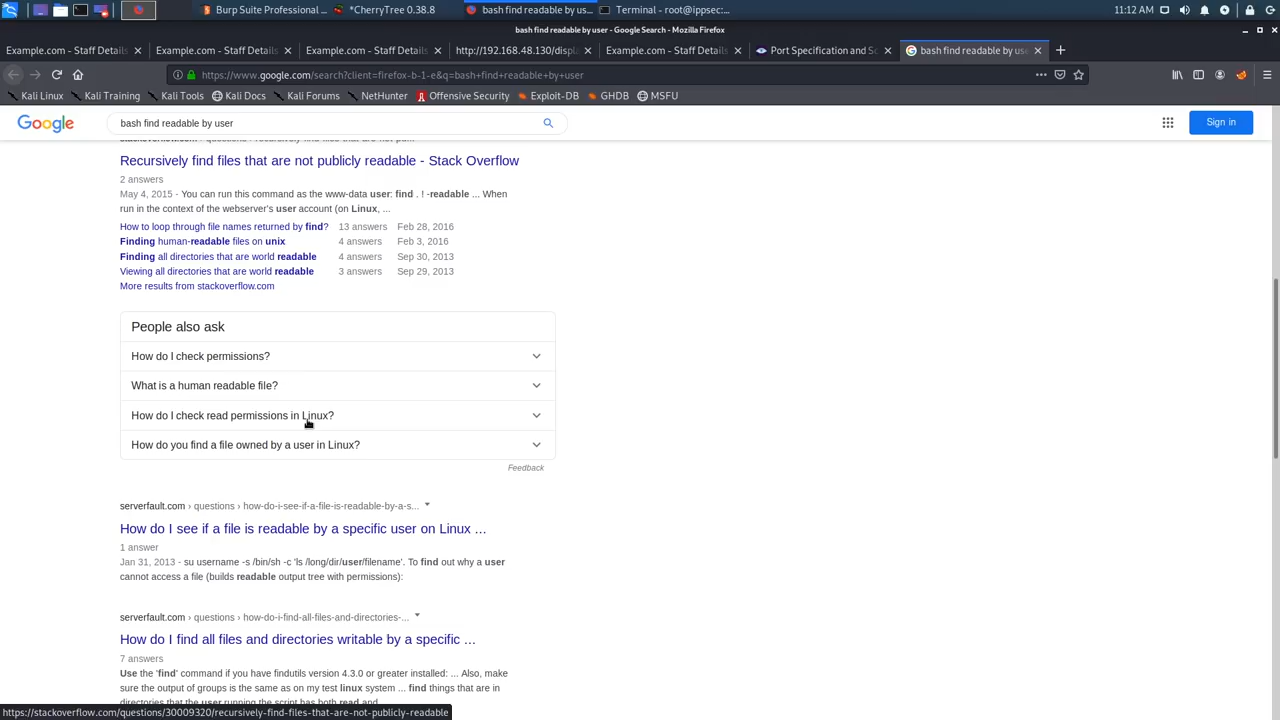 Burp Suite Profes...
CherryTree 0.38.8
bash find readable by...
Terminal - root@ippsec...
11:12 AM
bash find readable by user - Google Search - Mozilla Firefox
Example.com - Staff Details
Example.com - Staff Details
Example.com - Staff Details
http://192.168.48.130/disp
Example.com - Staff Details
Port Specification and Sc
bash find readable by use
https://www.google.com/search?client=firefox-b-1-e&q=bash+find+readable+by+user
Kali Linux
Kali Training
Kali Tools
Kali Docs
Kali Forums
NetHunter
Offensive Security
Exploit-DB
GHDB
MSFU
Google
bash find readable by user
Sign in
Recursively find files that are not publicly readable - Stack Overflow
2 answers
May 4, 2015 - You can run this command as the www-data user: find . ! -readable ... When
run in the context of the webserver's user account (on Linux, ...
How to loop through file names returned by find? 13 answers Feb 28, 2016
Finding human-readable files on unix 4 answers Feb 3, 2016
Finding all directories that are world readable 4 answers Sep 30, 2013
Viewing all directories that are world readable 3 answers Sep 29, 2013
More results from stackoverflow.com
People also ask
How do I check permissions?
What is a human readable file?
How do I check read permissions in Linux?
How do you find a file owned by a user in Linux?
Feedback
serverfault.com › questions › how-do-i-see-if-a-file-is-readable-by-a-s...
How do I see if a file is readable by a specific user on Linux ...
1 answer
Jan 31, 2013 - su username -s /bin/sh -c 'ls /long/dir/user/filename'. To find out why a user
cannot access a file (builds readable output tree with permissions):
serverfault.com › questions › how-do-i-find-all-files-and-directories-...
How do I find all files and directories writable by a specific ...
7 answers
Use the 'find' command if you have findutils version 4.3.0 or greater installed: ... Also, make
sure the output of groups is the same as on my test linux system ... find things that are in
directories that the user running the script has both read and
https://stackoverflow.com/questions/30009320/recursively-find-files-that-are-not-publicly-readable